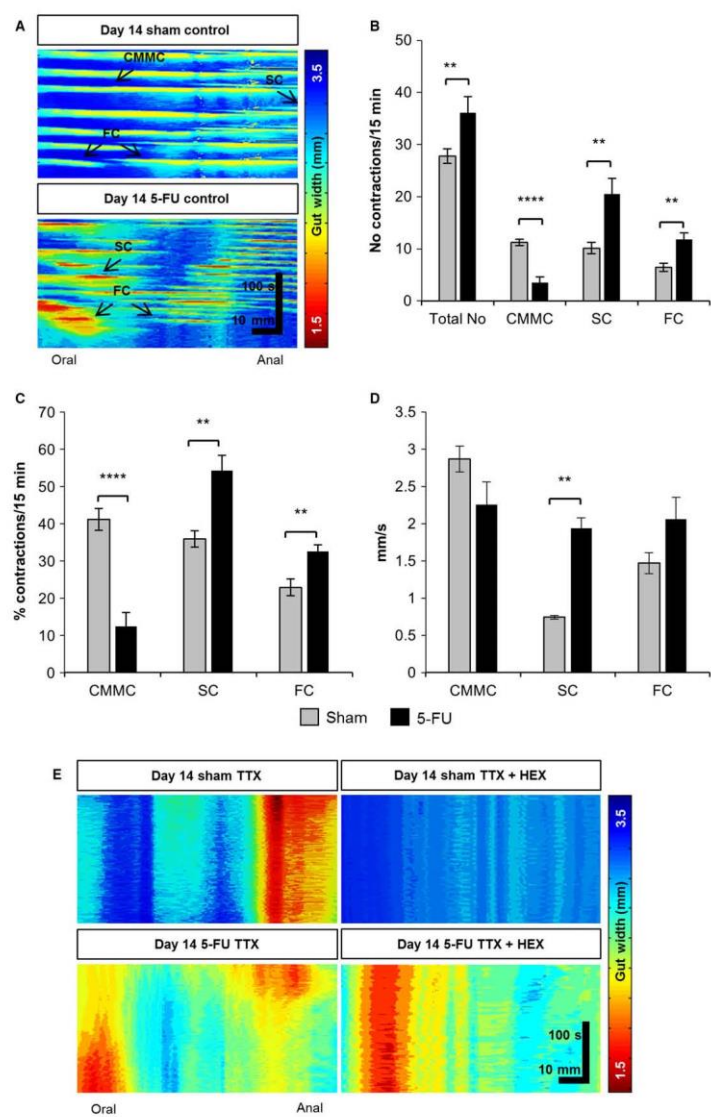 A
Day 14 sham control
CMMC
SC
FC
3.5
Gut width (mm)
1.5
Day 14 5-FU control
SC
FC
100 s
10 mm
Oral Anal
B
No contractions/15 min
50
40
30
20
10
0
**
****
**
**
Total No CMMC SC FC
C
% contractions/15 min
70
60
50
40
30
20
10
0
****
**
**
CMMC SC FC
D
mm/s
3.5
3
2.5
2
1.5
1
0.5
0
**
CMMC SC FC
Sham 5-FU
E
Day 14 sham TTX
Day 14 sham TTX + HEX
3.5
Gut width (mm)
1.5
Day 14 5-FU TTX
Day 14 5-FU TTX + HEX
100 s
10 mm
Oral Anal